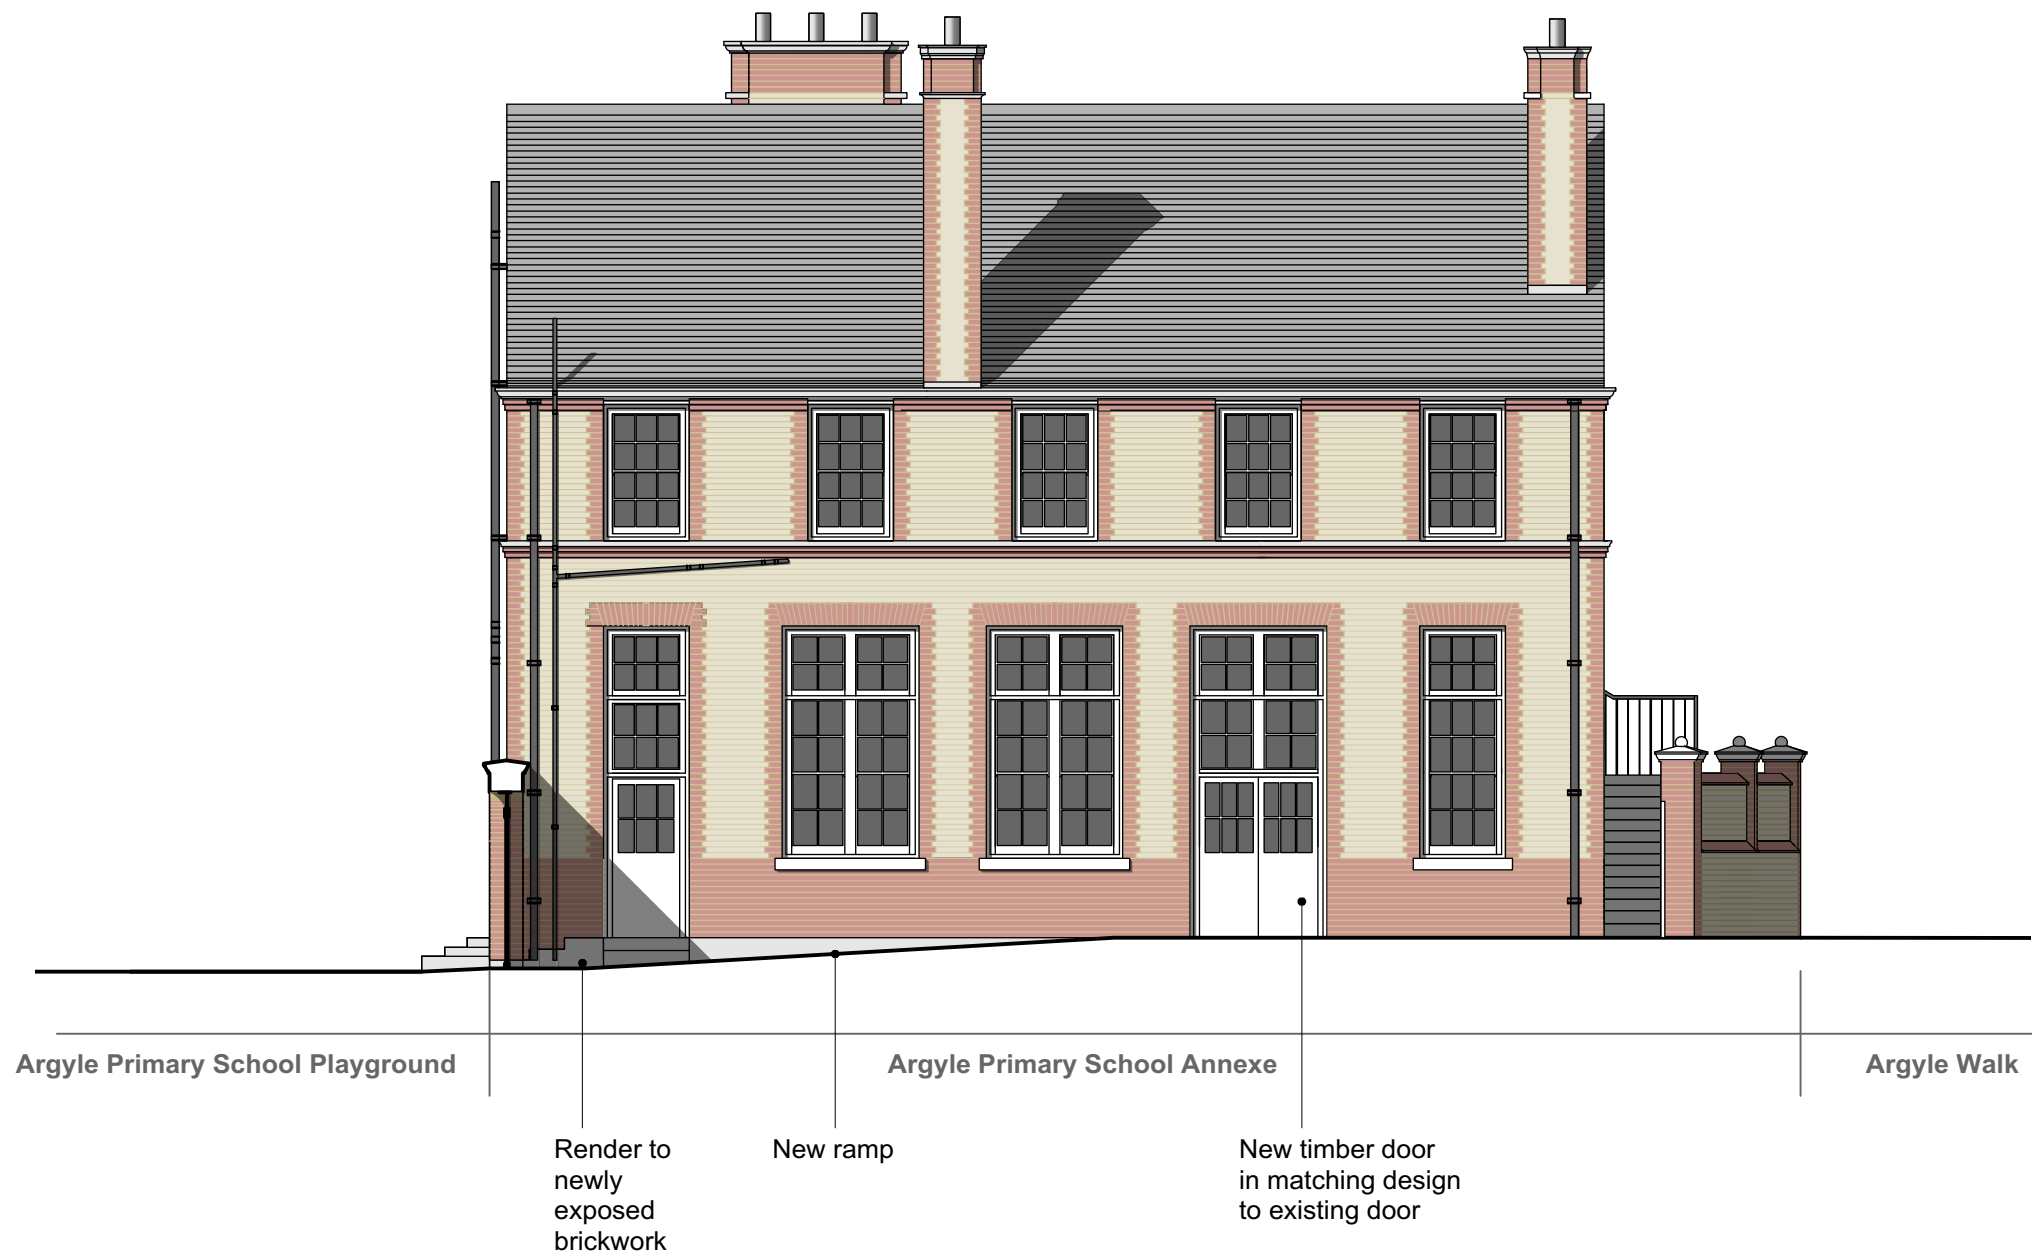 Argyle Primary School Playground
Argyle Primary School Annexe
Argyle Walk
Render to
newly
exposed
brickwork
New ramp
New timber door
in matching design
to existing door